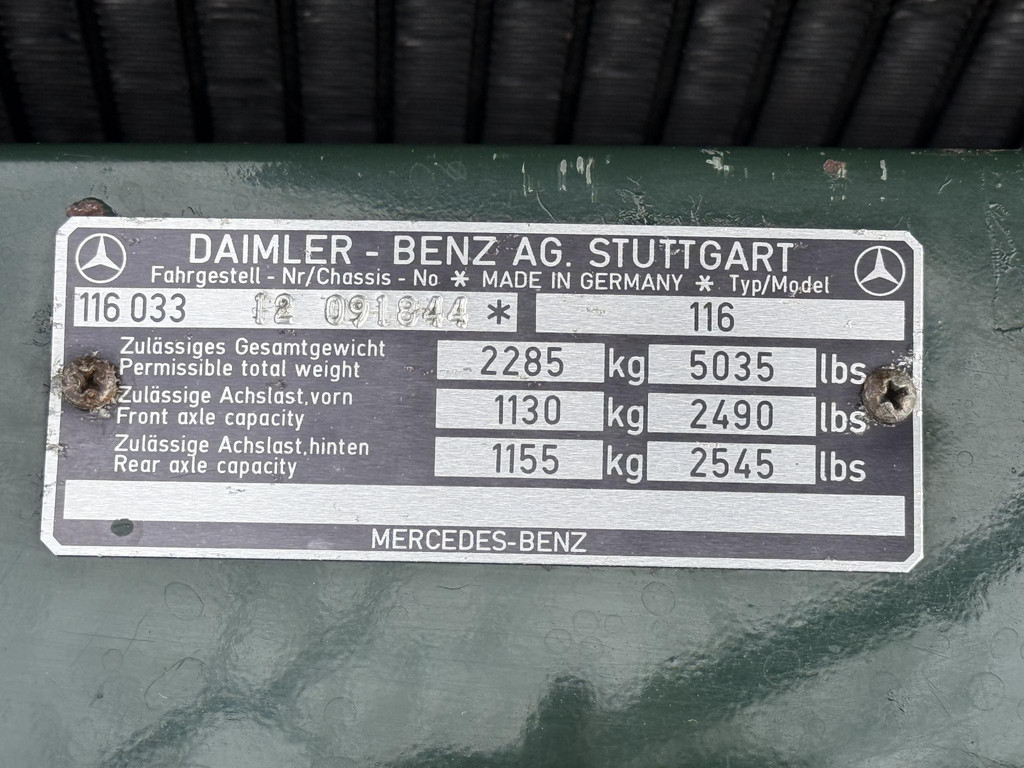 DAIMLER - BENZ AG. STUTTGART
Fahrgestell - Nr/Chassis - No * MADE IN GERMANY * Typ/Model
116 033 12 091844 * 116
Zulässiges Gesamtgewicht
Permissible total weight 2285 kg 5035 lbs
Zulässige Achslast,vorn
Front axle capacity 1130 kg 2490 lbs
Zulässige Achslast,hinten
Rear axle capacity 1155 kg 2545 lbs
MERCEDES-BENZ